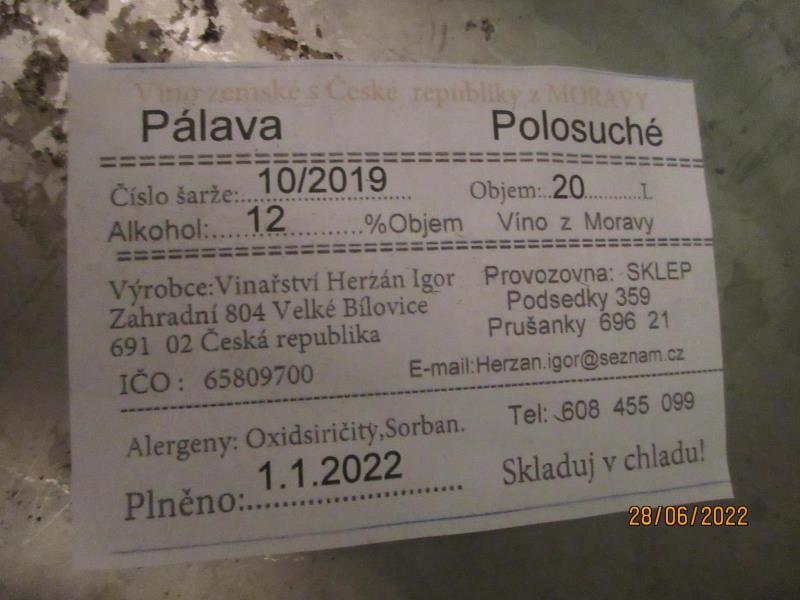 Víno zemské s České republiky z MORAVY
Pálava Polosuché
==================================================
Číslo šarže:..10/2019.... Objem:..20..........L
Alkohol:....12..........%Objem Víno z Moravy
==================================================
Výrobce:Vinařství Herzán Igor Provozovna: SKLEP
Zahradní 804 Velké Bílovice Podsedky 359
691 02 Česká republika Prušanky 696 21
IČO : 65809700 E-mail:Herzan.igor@seznam.cz
--------------------------------------------------
Alergeny: Oxidsiričitý,Sorban. Tel: 608 455 099
Plněno:..1.1.2022...... Skladuj v chladu!
28/06/2022